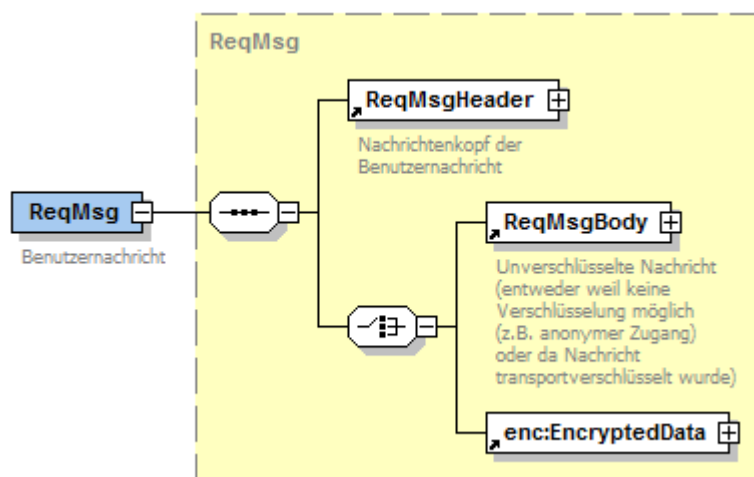 ReqMsg
ReqMsgHeader
Nachrichtenkopf der
Benutzernachricht
ReqMsg
Benutzernachricht
ReqMsgBody
Unverschlüsselte Nachricht
(entweder weil keine
Verschlüsselung möglich
(z.B. anonymer Zugang)
oder da Nachricht
transportverschlüsselt wurde)
enc:EncryptedData